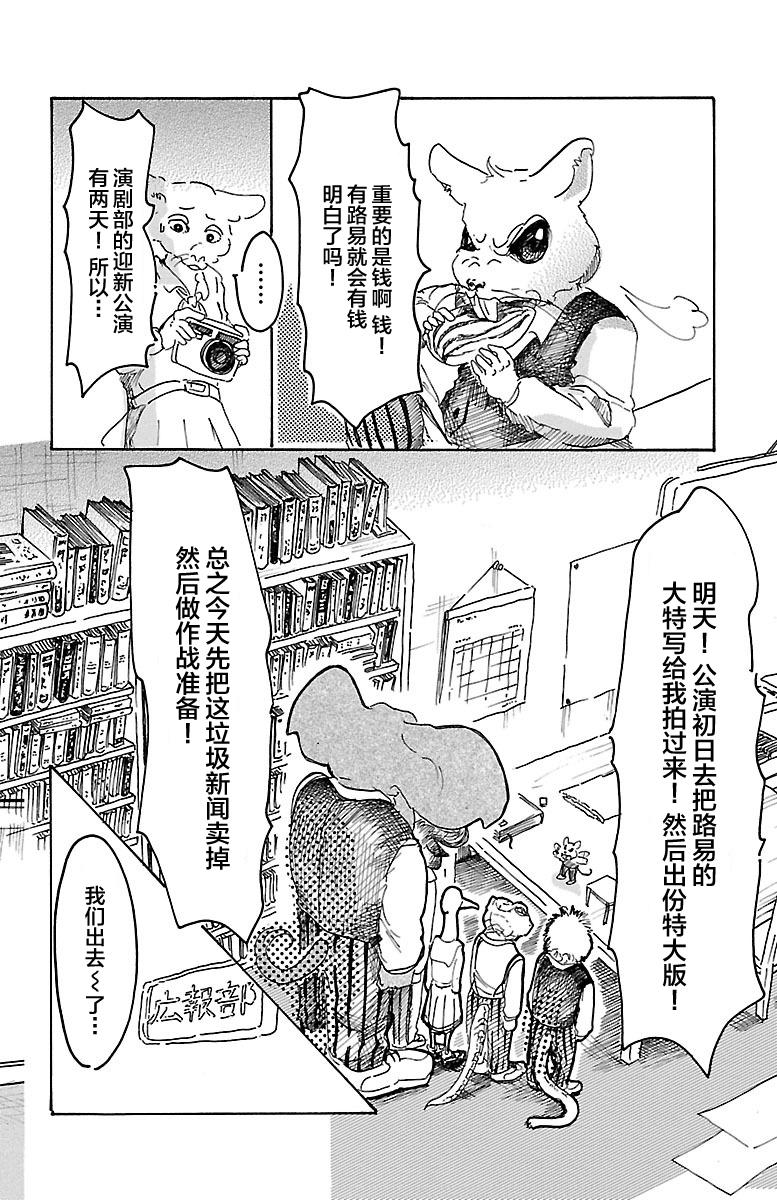 重要的是钱啊 钱！
有路易就会有钱
明白了吗！
……
演剧部的迎新公演
有两天！所以…
明天！公演初日去把路易的
大特写给我拍过来！然后出份特大版！
总之今天先把这垃圾新闻卖掉
然后做作战准备！
我们出去～了…
広報部